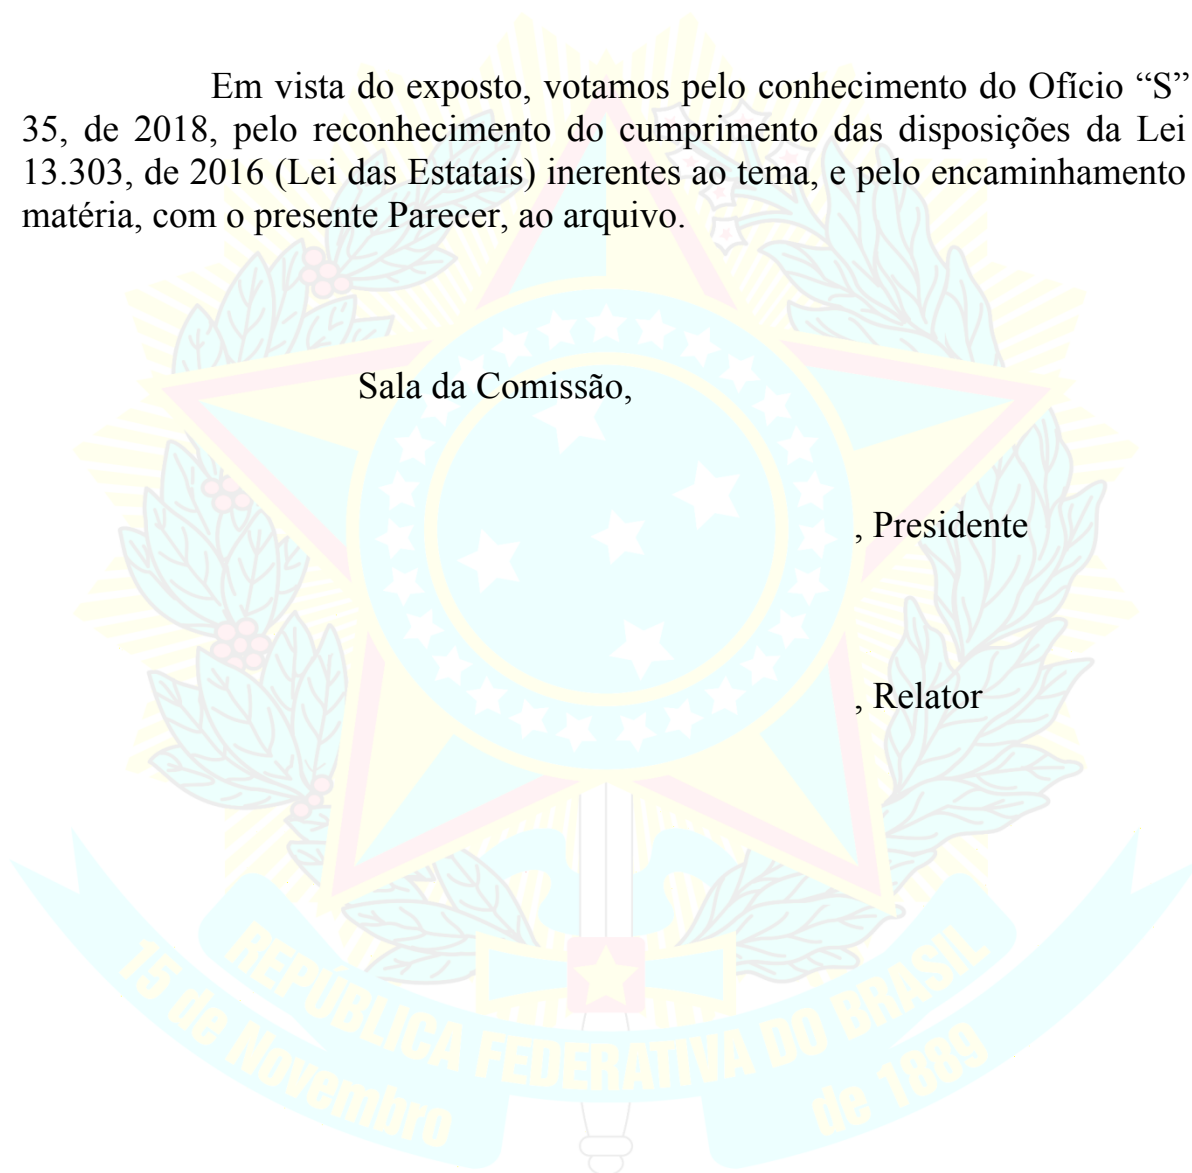 Em vista do exposto, votamos pelo conhecimento do Ofício “S”
35, de 2018, pelo reconhecimento do cumprimento das disposições da Lei
13.303, de 2016 (Lei das Estatais) inerentes ao tema, e pelo encaminhamento
matéria, com o presente Parecer, ao arquivo.
Sala da Comissão,
, Presidente
, Relator
REPÚBLICA FEDERATIVA DO BRASIL
15 de Novembro
de 1889